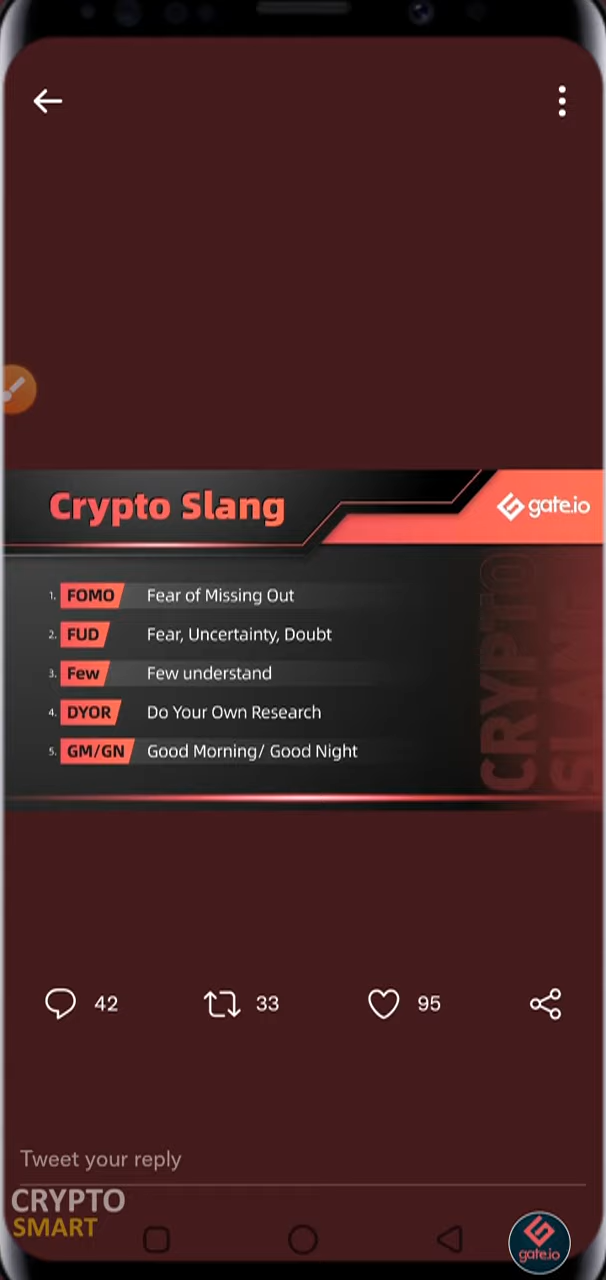 Crypto Slang
gate.io
1. FOMO Fear of Missing Out
2. FUD Fear, Uncertainty, Doubt
3. Few Few understand
4. DYOR Do Your Own Research
5. GM/GN Good Morning/ Good Night
CRYPTO
SLANG
42 33 95
Tweet your reply
CRYPTO
SMART
gate.io